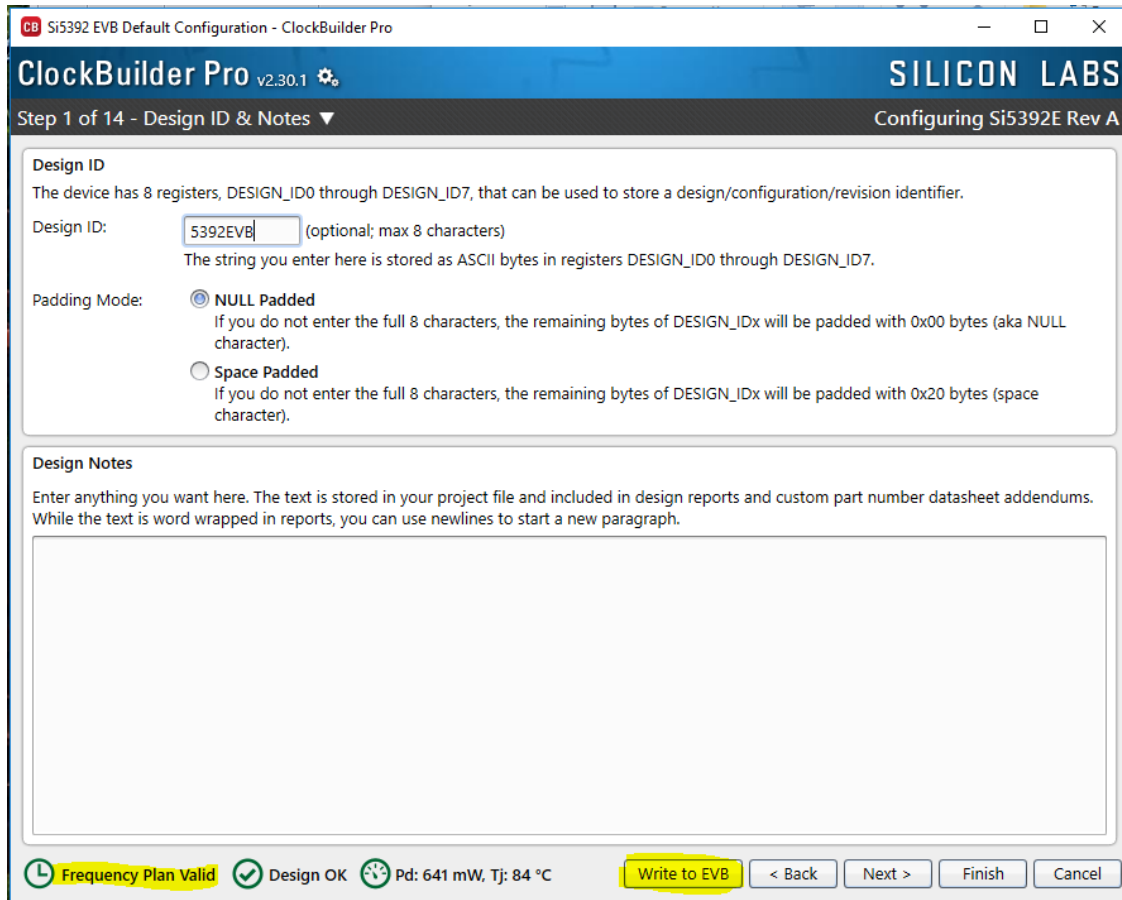 CB Si5392 EVB Default Configuration - ClockBuilder Pro
ClockBuilder Pro v2.30.1
SILICON LABS
Step 1 of 14 - Design ID & Notes ▼
Configuring Si5392E Rev A
Design ID
The device has 8 registers, DESIGN_ID0 through DESIGN_ID7, that can be used to store a design/configuration/revision identifier.
Design ID: 5392EVB (optional; max 8 characters)
The string you enter here is stored as ASCII bytes in registers DESIGN_ID0 through DESIGN_ID7.
Padding Mode: NULL Padded
If you do not enter the full 8 characters, the remaining bytes of DESIGN_IDx will be padded with 0x00 bytes (aka NULL
character).
Space Padded
If you do not enter the full 8 characters, the remaining bytes of DESIGN_IDx will be padded with 0x20 bytes (space
character).
Design Notes
Enter anything you want here. The text is stored in your project file and included in design reports and custom part number datasheet addendums.
While the text is word wrapped in reports, you can use newlines to start a new paragraph.
Frequency Plan Valid Design OK Pd: 641 mW, Tj: 84 °C Write to EVB < Back Next > Finish Cancel